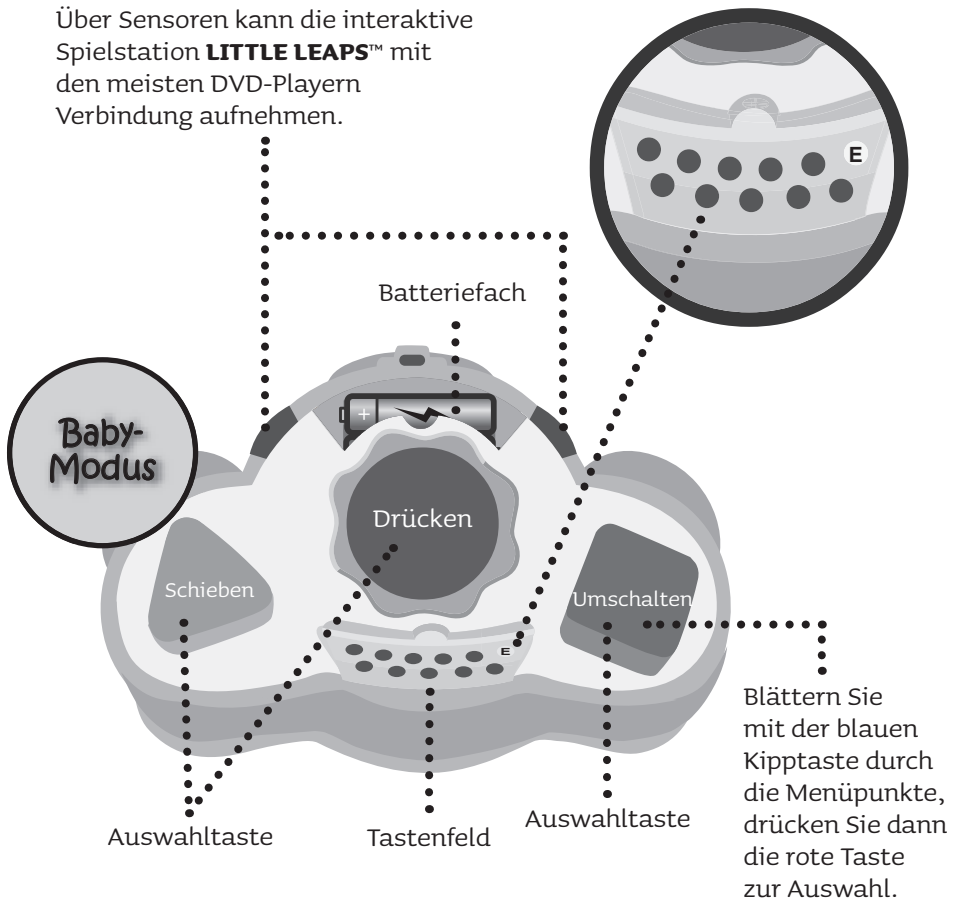 Über Sensoren kann die interaktive
Spielstation LITTLE LEAPS™ mit
den meisten DVD-Playern
Verbindung aufnehmen.
E
Batteriefach
+
Baby-
Modus
Drücken
Schieben
Umschalten
E
Blättern Sie
mit der blauen
Kipptaste durch
die Menüpunkte,
drücken Sie dann
die rote Taste
zur Auswahl.
Auswahltaste
Tastenfeld
Auswahltaste